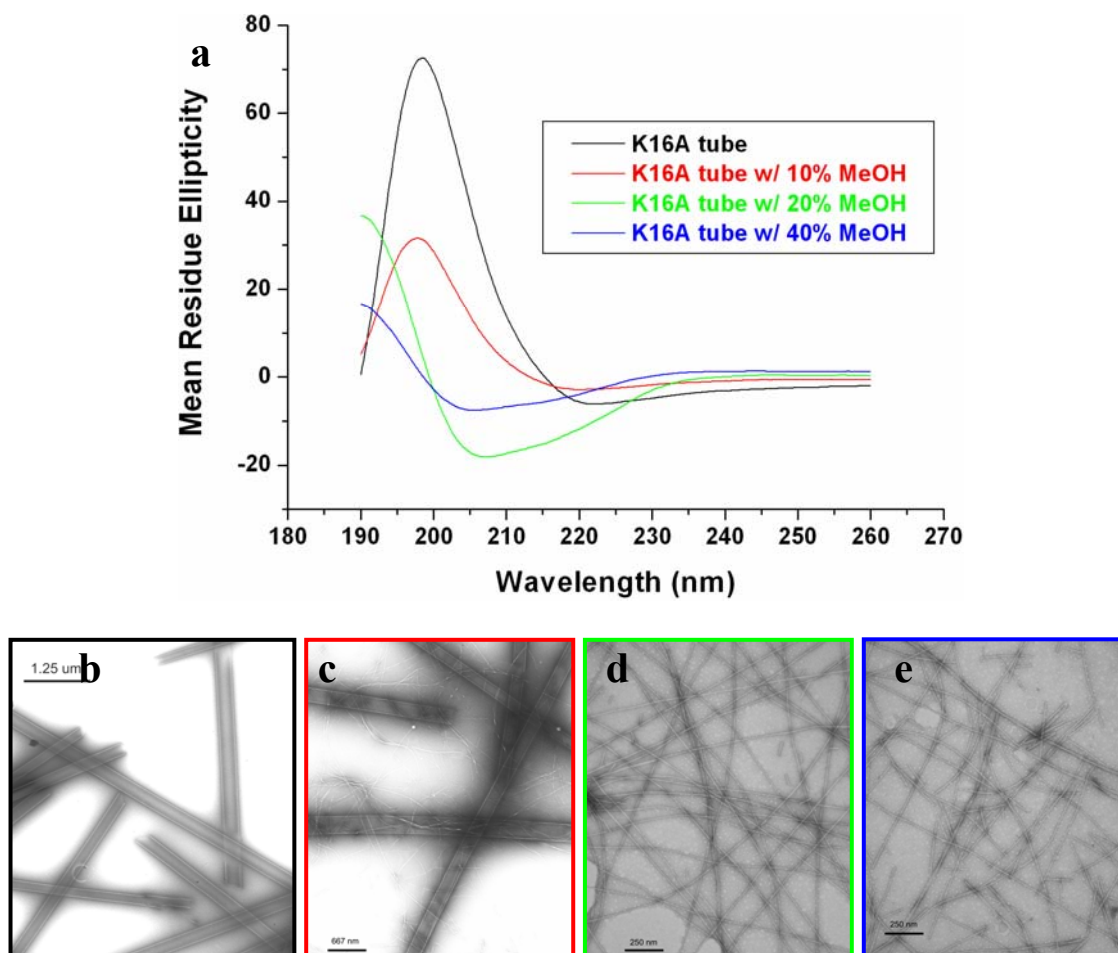 a
80
60
40
20
0
-20
Mean Residue Ellipticity
K16A tube
K16A tube w/ 10% MeOH
K16A tube w/ 20% MeOH
K16A tube w/ 40% MeOH
180 190 200 210 220 230 240 250 260 270
Wavelength (nm)
b c d e
1.25 um
667 nm
250 nm
250 nm